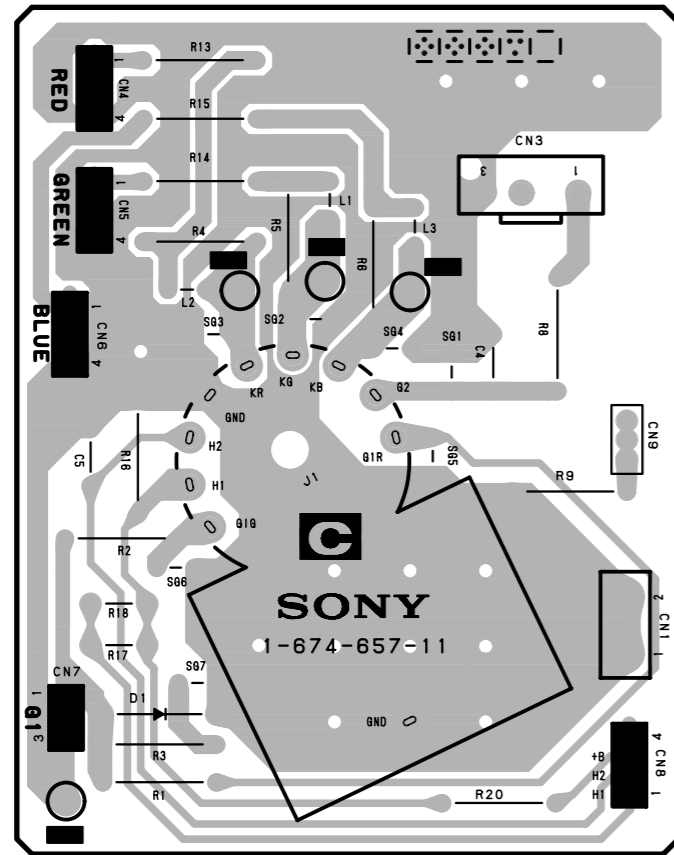 R13
RED
1
CN4
4
R15
CN3
3
1
R14
1
CN5
4
GREEN
L1
R5
R4
R6
L3
L2
BLUE
1
CN6
4
SG3
SG2
SG4
SG1
C4
R8
KR
KG
KB
G2
GND
H2
G1R
SG5
CN9
C5
R16
H1
J1
R9
G1G
R2
C
SG6
SONY
R18
1-674-657-11
2
CN1
1
R17
CN7
SG7
1
G1
3
D1
GND
R3
4
CN8
+B
H2
H1
1
R1
R20